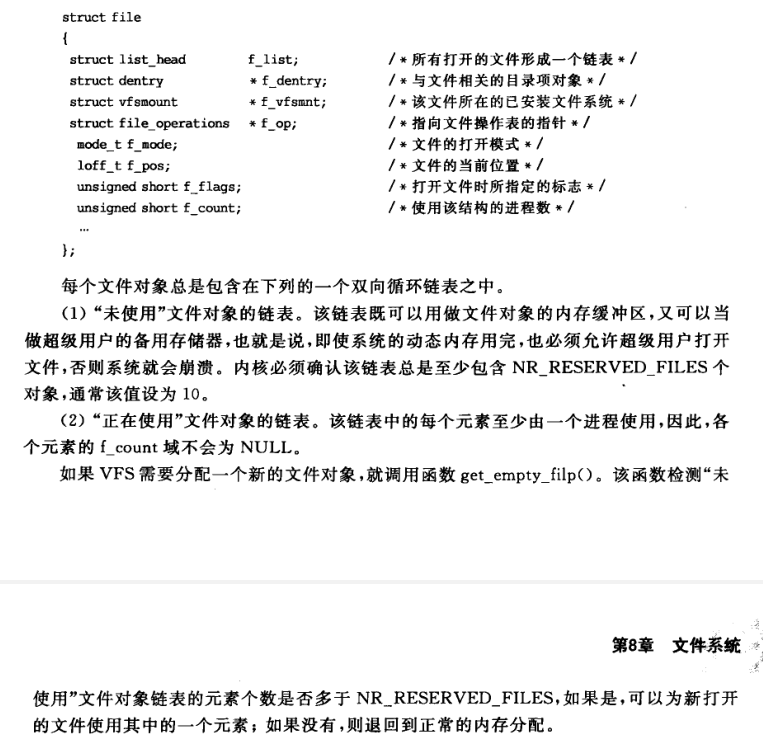 struct file
{
struct list_head f_list; /*所有打开的文件形成一个链表*/
struct dentry *f_dentry; /*与文件相关的目录项对象*/
struct vfsmount *f_vfsmnt; /*该文件所在的已安装文件系统*/
struct file_operations *f_op; /*指向文件操作表的指针*/
mode_t f_mode; /*文件的打开模式*/
loff_t f_pos; /*文件的当前位置*/
unsigned short f_flags; /*打开文件时所指定的标志*/
unsigned short f_count; /*使用该结构的进程数*/
…
};
每个文件对象总是包含在下列的一个双向循环链表之中。
（1）“未使用”文件对象的链表。该链表既可以用做文件对象的内存缓冲区，又可以当
做超级用户的备用存储器，也就是说，即使系统的动态内存用完，也必须允许超级用户打开
文件，否则系统就会崩溃。内核必须确认该链表总是至少包含 NR_RESERVED_FILES 个
对象，通常该值设为 10。
（2）“正在使用”文件对象的链表。该链表中的每个元素至少由一个进程使用，因此，各
个元素的 f_count 域不会为 NULL。
如果 VFS 需要分配一个新的文件对象，就调用函数 get_empty_filp()。该函数检测“未
第8章 文件系统
使用”文件对象链表的元素个数是否多于 NR_RESERVED_FILES，如果是，可以为新打开
的文件使用其中的一个元素；如果没有，则退回到正常的内存分配。